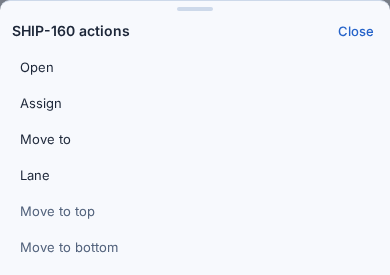 SHIP-160 actions
Close
Open
Assign
Move to
Lane
Move to top
Move to bottom